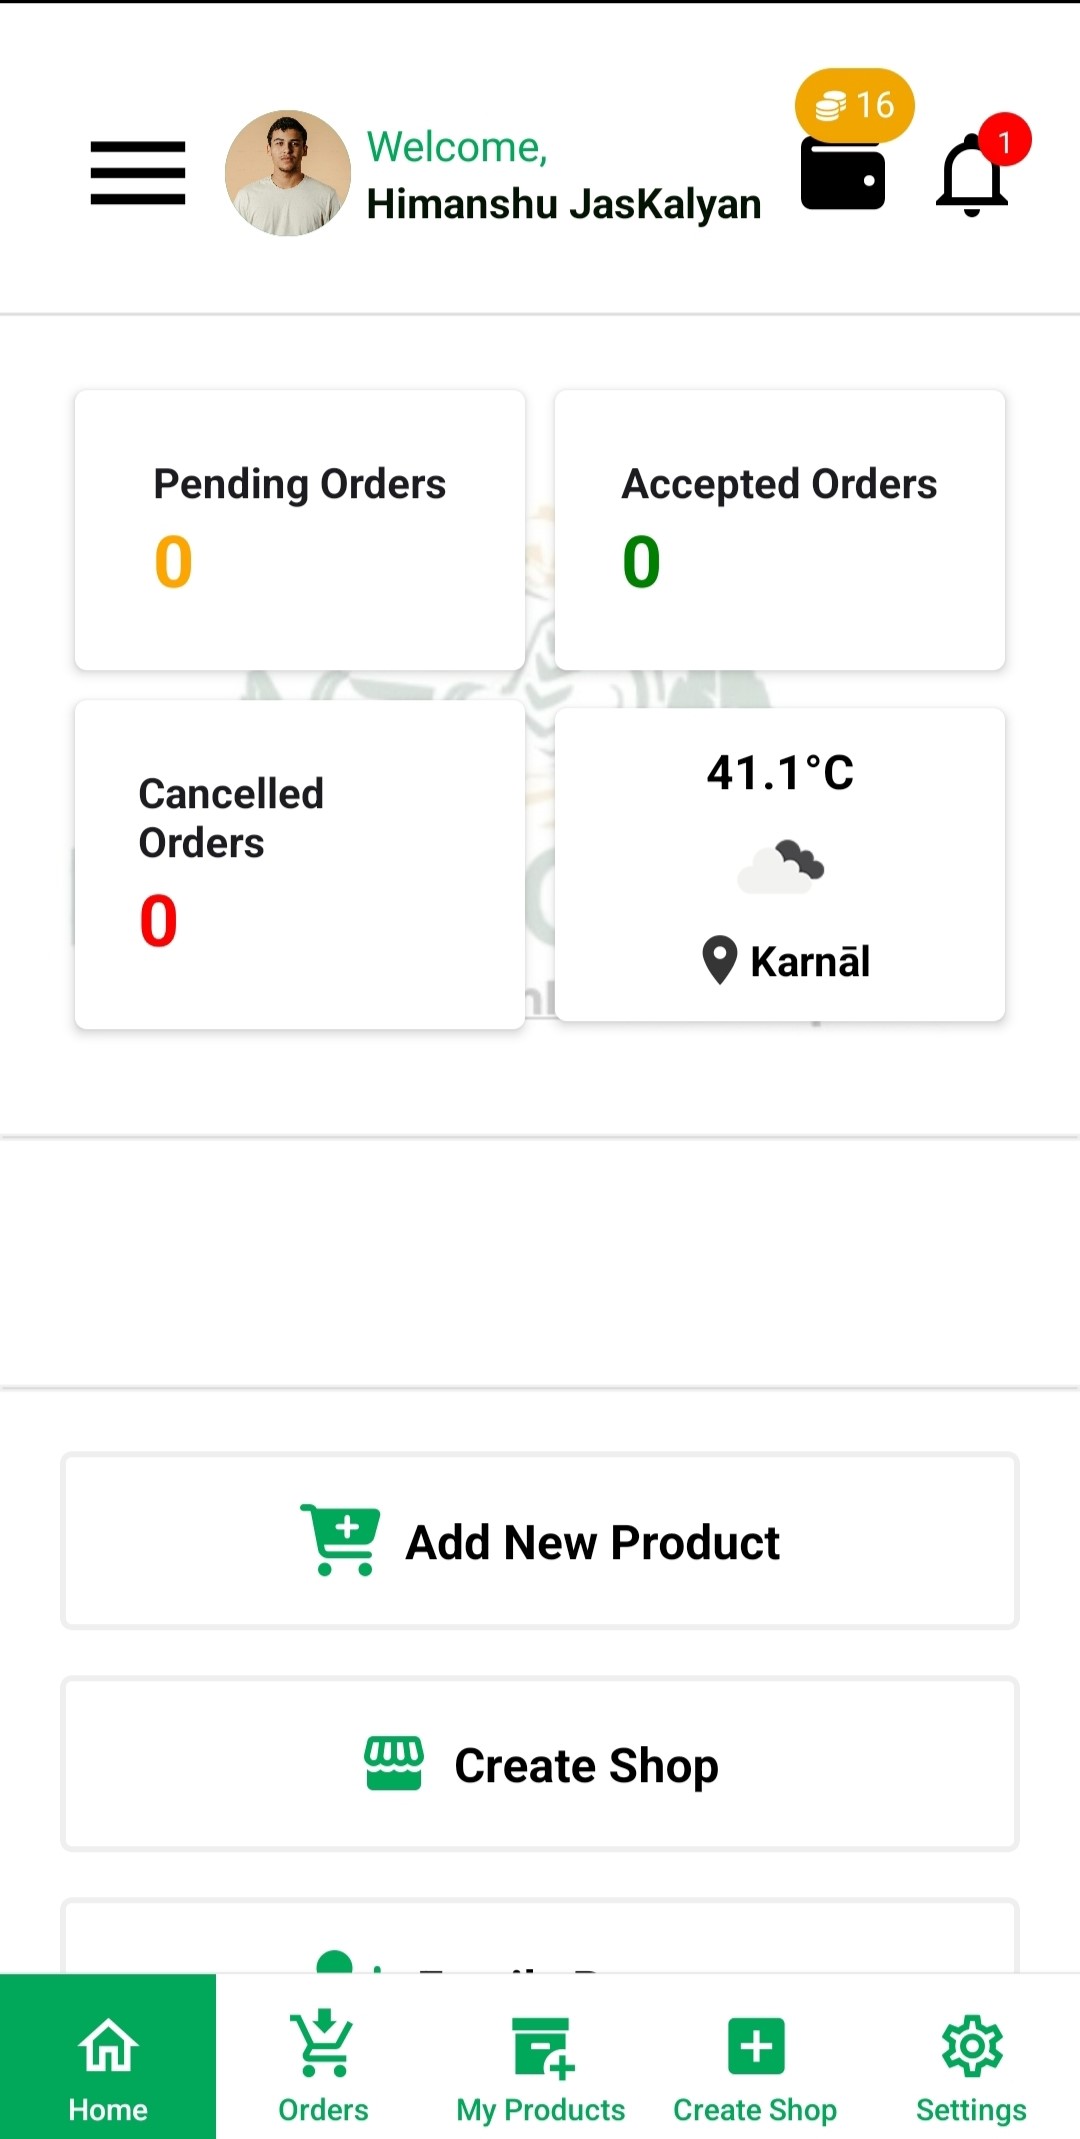 16
1
Welcome,
Himanshu JasKalyan
Pending Orders
0
Accepted Orders
0
Cancelled
Orders
0
41.1°C
Karnāl
Add New Product
Create Shop
Home
Orders
My Products
Create Shop
Settings